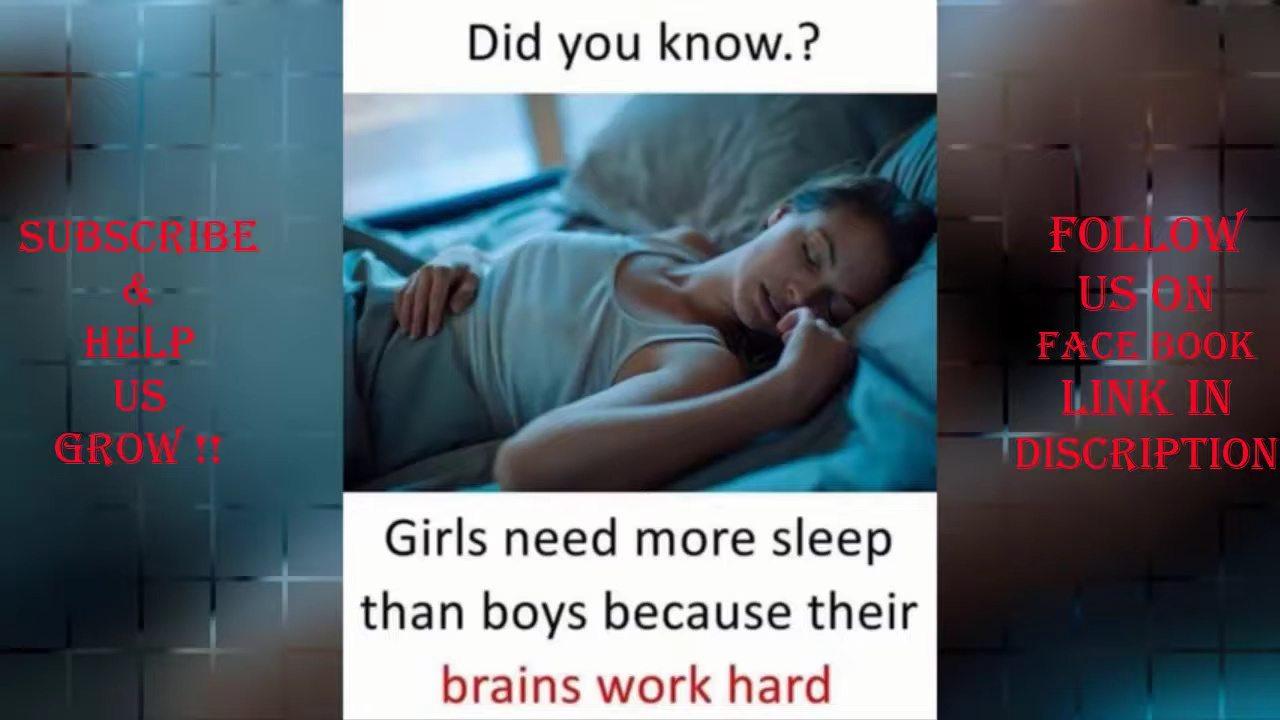 Did you know.?
SUBSCRIBE
&
HELP
US
GROW !!
FOLLOW
US ON
FACE BOOK
LINK IN
DISCRIPTION
Girls need more sleep
than boys because their
brains work hard